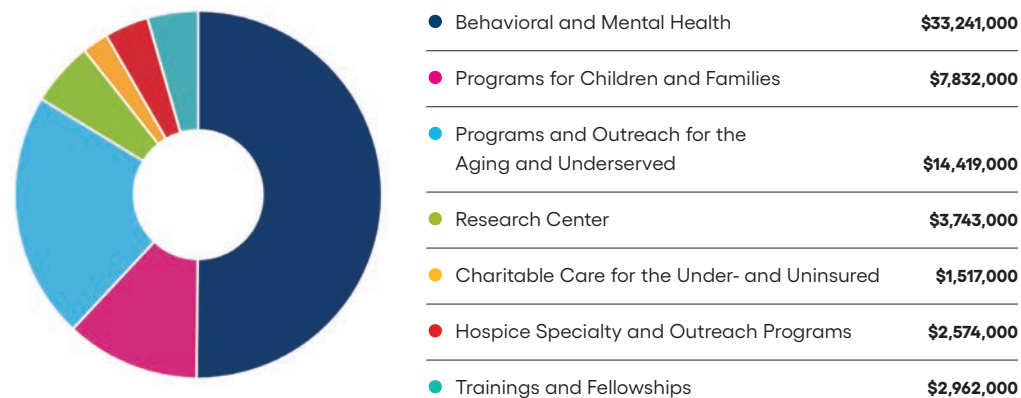 Behavioral and Mental Health $33,241,000
Programs for Children and Families $7,832,000
Programs and Outreach for the
Aging and Underserved $14,419,000
Research Center $3,743,000
Charitable Care for the Under- and Uninsured $1,517,000
Hospice Specialty and Outreach Programs $2,574,000
Trainings and Fellowships $2,962,000